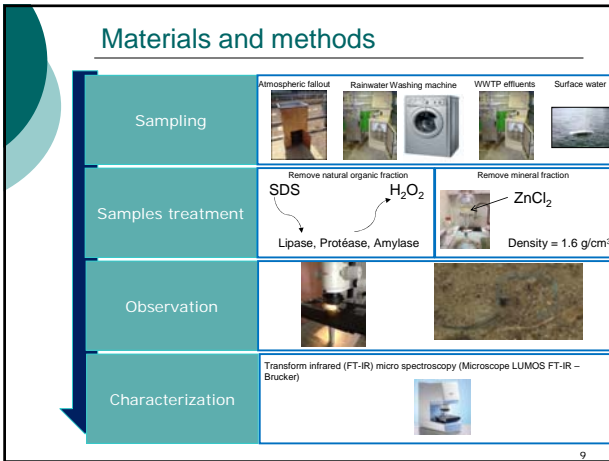 Materials and methods
Sampling
Atmospheric fallout
Rainwater
Washing machine
WWTP effluents
Surface water
Samples treatment
Remove natural organic fraction
SDS
H₂O₂
Lipase, Protéase, Amylase
Remove mineral fraction
ZnCl₂
Density = 1.6 g/cm³
Observation
Characterization
Transform infrared (FT-IR) micro spectroscopy (Microscope LUMOS FT-IR –
Brucker)
9